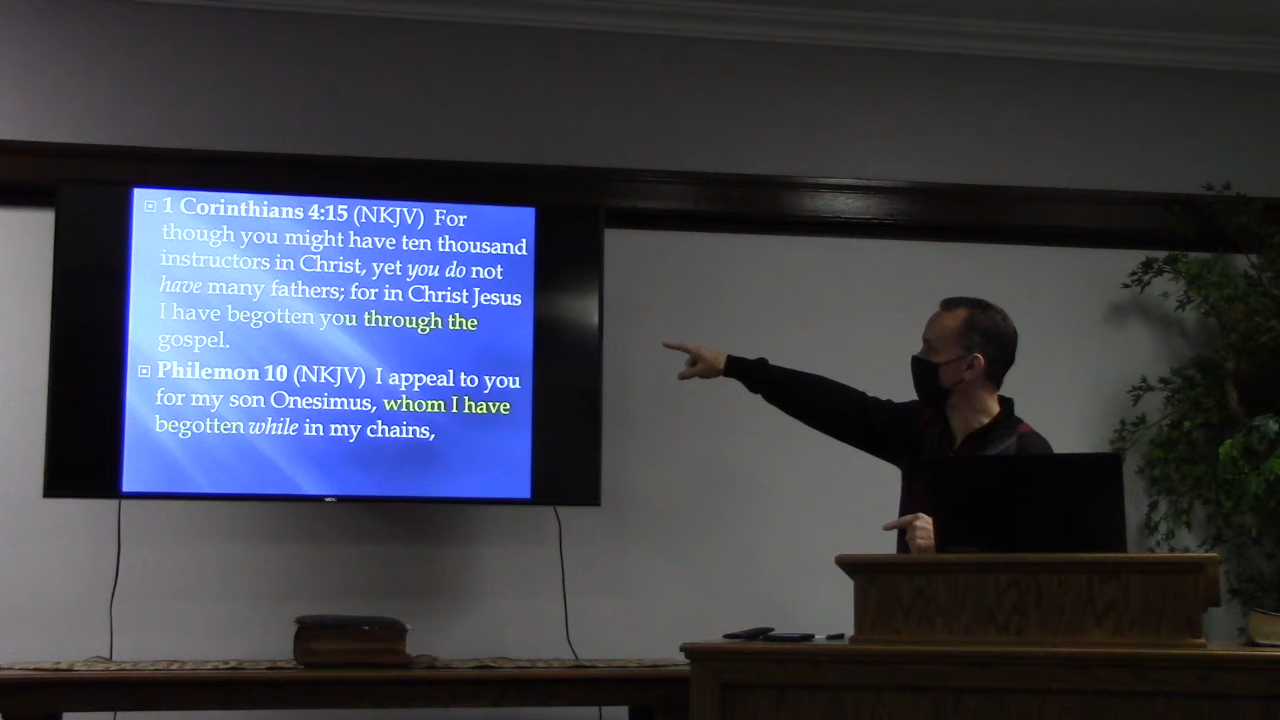 1 Corinthians 4:15 (NKJV) For
though you might have ten thousand
instructors in Christ, yet you do not
have many fathers; for in Christ Jesus
I have begotten you through the
gospel.
Philemon 10 (NKJV) I appeal to you
for my son Onesimus, whom I have
begotten while in my chains,